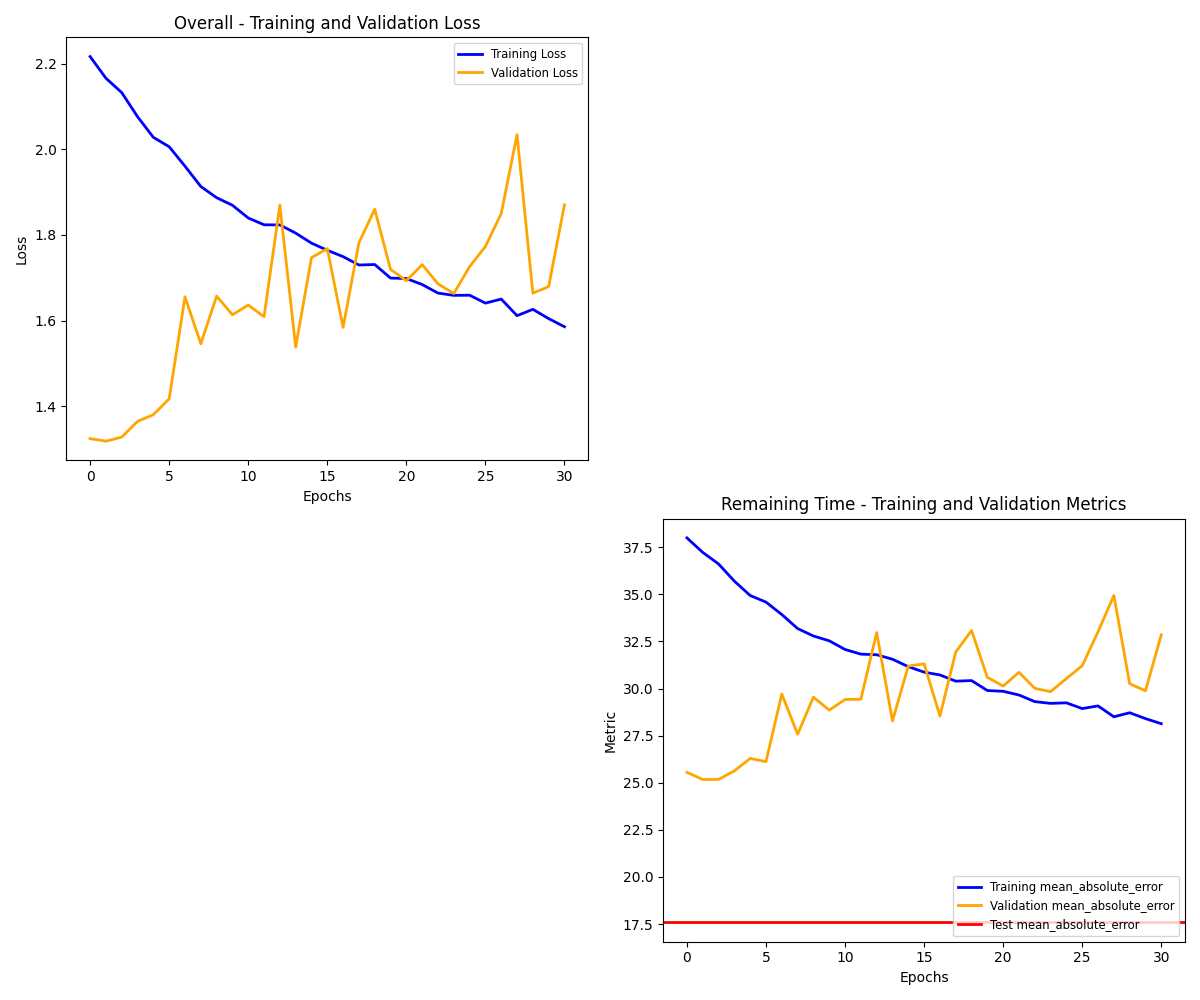 Overall - Training and Validation Loss
Training Loss
Validation Loss
2.2
2.0
1.8
1.6
1.4
Loss
0 5 10 15 20 25 30
Epochs
Remaining Time - Training and Validation Metrics
37.5
35.0
32.5
30.0
27.5
25.0
22.5
20.0
17.5
Metric
Training mean_absolute_error
Validation mean_absolute_error
Test mean_absolute_error
0 5 10 15 20 25 30
Epochs